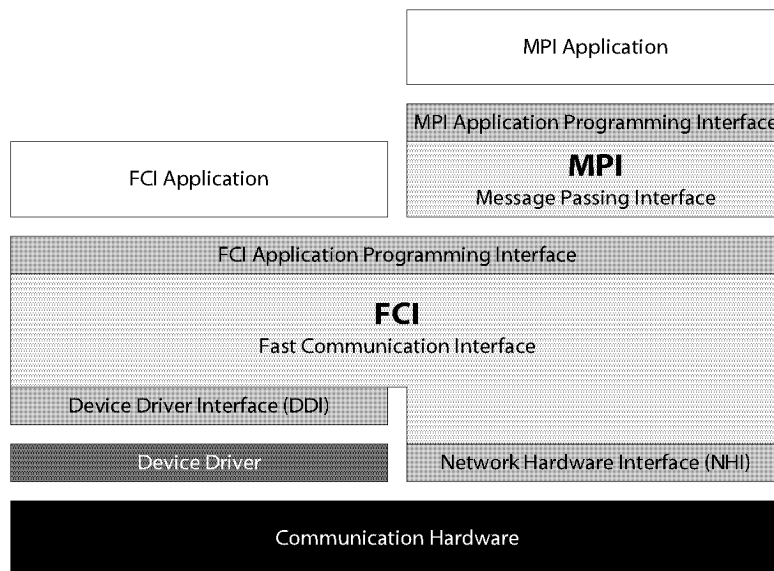 MPI Application
MPI Application Programming Interface
MPI
Message Passing Interface
FCI Application
FCI Application Programming Interface
FCI
Fast Communication Interface
Device Driver Interface (DDI)
Device Driver
Network Hardware Interface (NHI)
Communication Hardware